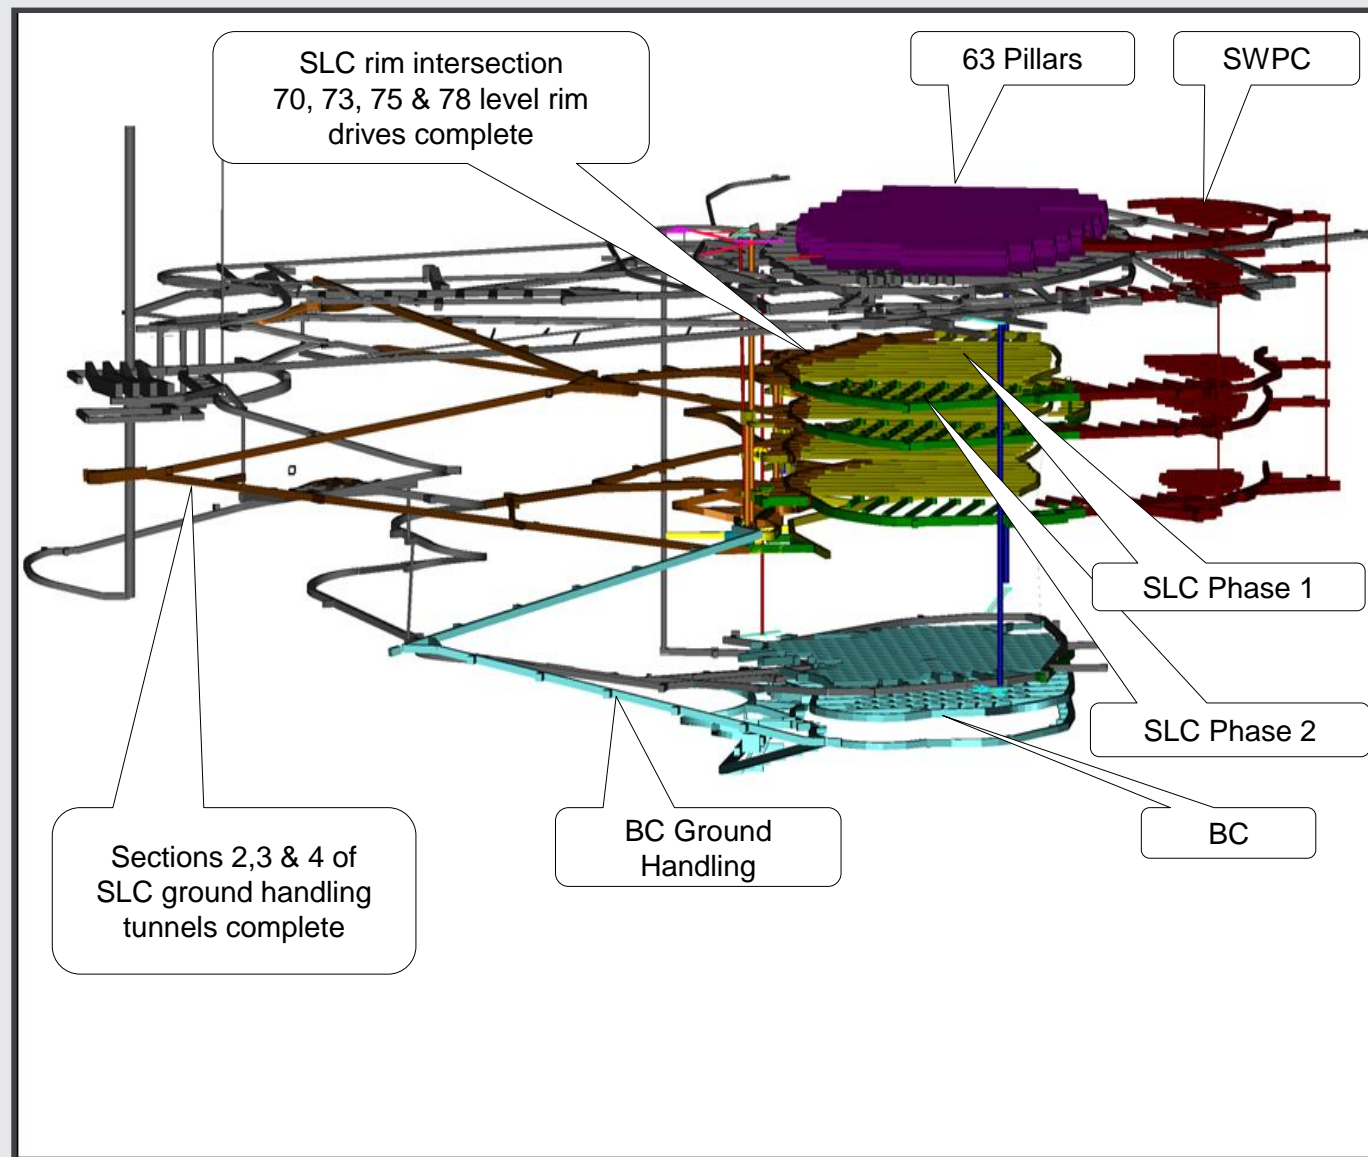 SLC rim intersection
70, 73, 75 & 78 level rim
drives complete
63 Pillars
SWPC
SLC Phase 1
SLC Phase 2
BC
BC Ground
Handling
Sections 2,3 & 4 of
SLC ground handling
tunnels complete